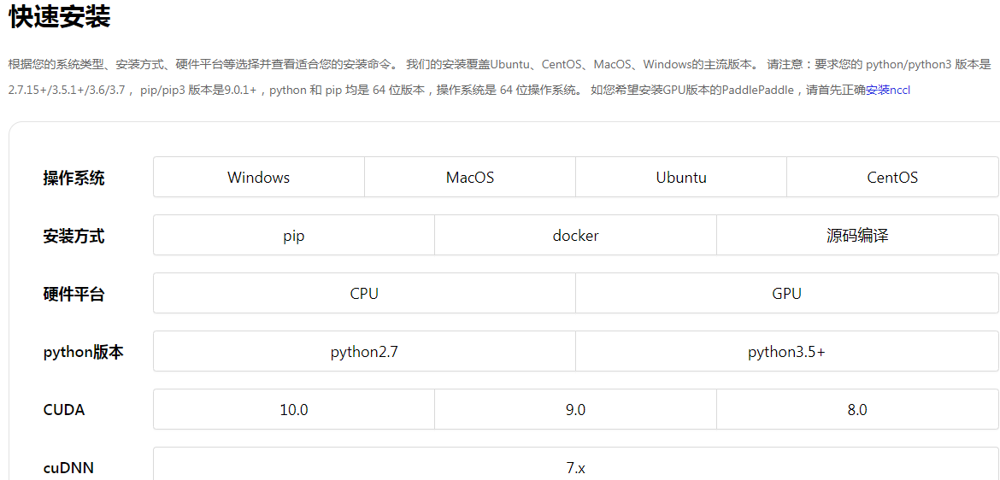 快速安装
根据您的系统类型、安装方式、硬件平台等选择并查看适合您的安装命令。 我们的安装覆盖Ubuntu、CentOS、MacOS、Windows的主流版本。 请注意：要求您的 python/python3 版本是
2.7.15+/3.5.1+/3.6/3.7， pip/pip3 版本是9.0.1+，python 和 pip 均是 64 位版本，操作系统是 64 位操作系统。 如您希望安装GPU版本的PaddlePaddle，请首先正确安装nccl
操作系统 Windows MacOS Ubuntu CentOS
安装方式 pip docker 源码编译
硬件平台 CPU GPU
python版本 python2.7 python3.5+
CUDA 10.0 9.0 8.0
cuDNN 7.x